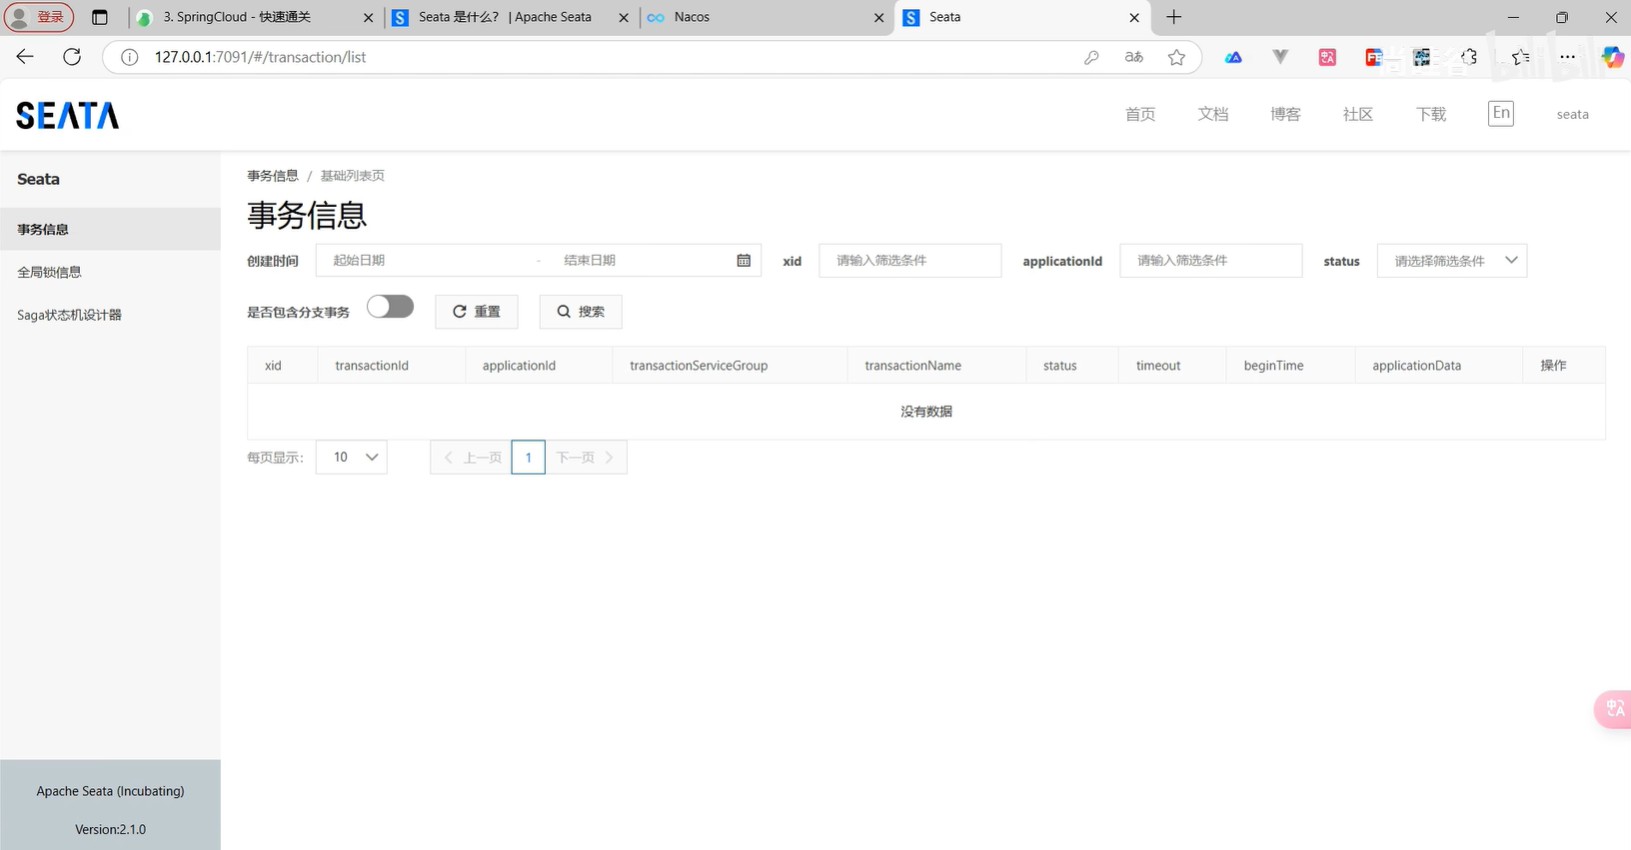 登录
3. SpringCloud - 快速通关
Seata 是什么? | Apache Seata
Nacos
Seata
127.0.0.1:7091/#/transaction/list
SEATA
首页 文档 博客 社区 下载 En seata
Seata
事务信息
全局锁信息
Saga状态机设计器
事务信息 / 基础列表页
事务信息
创建时间 起始日期 - 结束日期 xid 请输入筛选条件 applicationId 请输入筛选条件 status 请选择筛选条件
是否包含分支事务 重置 搜索
xid transactionId applicationId transactionServiceGroup transactionName status timeout beginTime applicationData 操作
没有数据
每页显示: 10 上一页 1 下一页
Apache Seata (Incubating)
Version:2.1.0